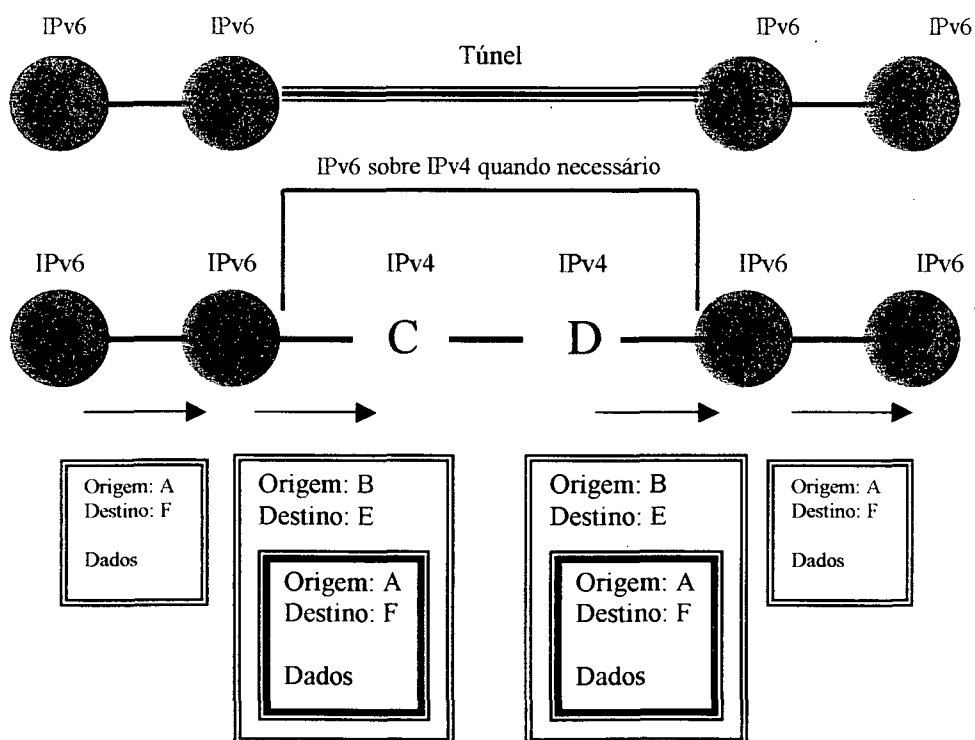 IPv6 IPv6 IPv6 IPv6
Túnel
IPv6 sobre IPv4 quando necessário
IPv6 IPv6 IPv4 IPv4 IPv6 IPv6
C D
Origem: A
Destino: F
Dados
Origem: B
Destino: E
Origem: A
Destino: F
Dados
Origem: B
Destino: E
Origem: A
Destino: F
Dados
Origem: A
Destino: F
Dados